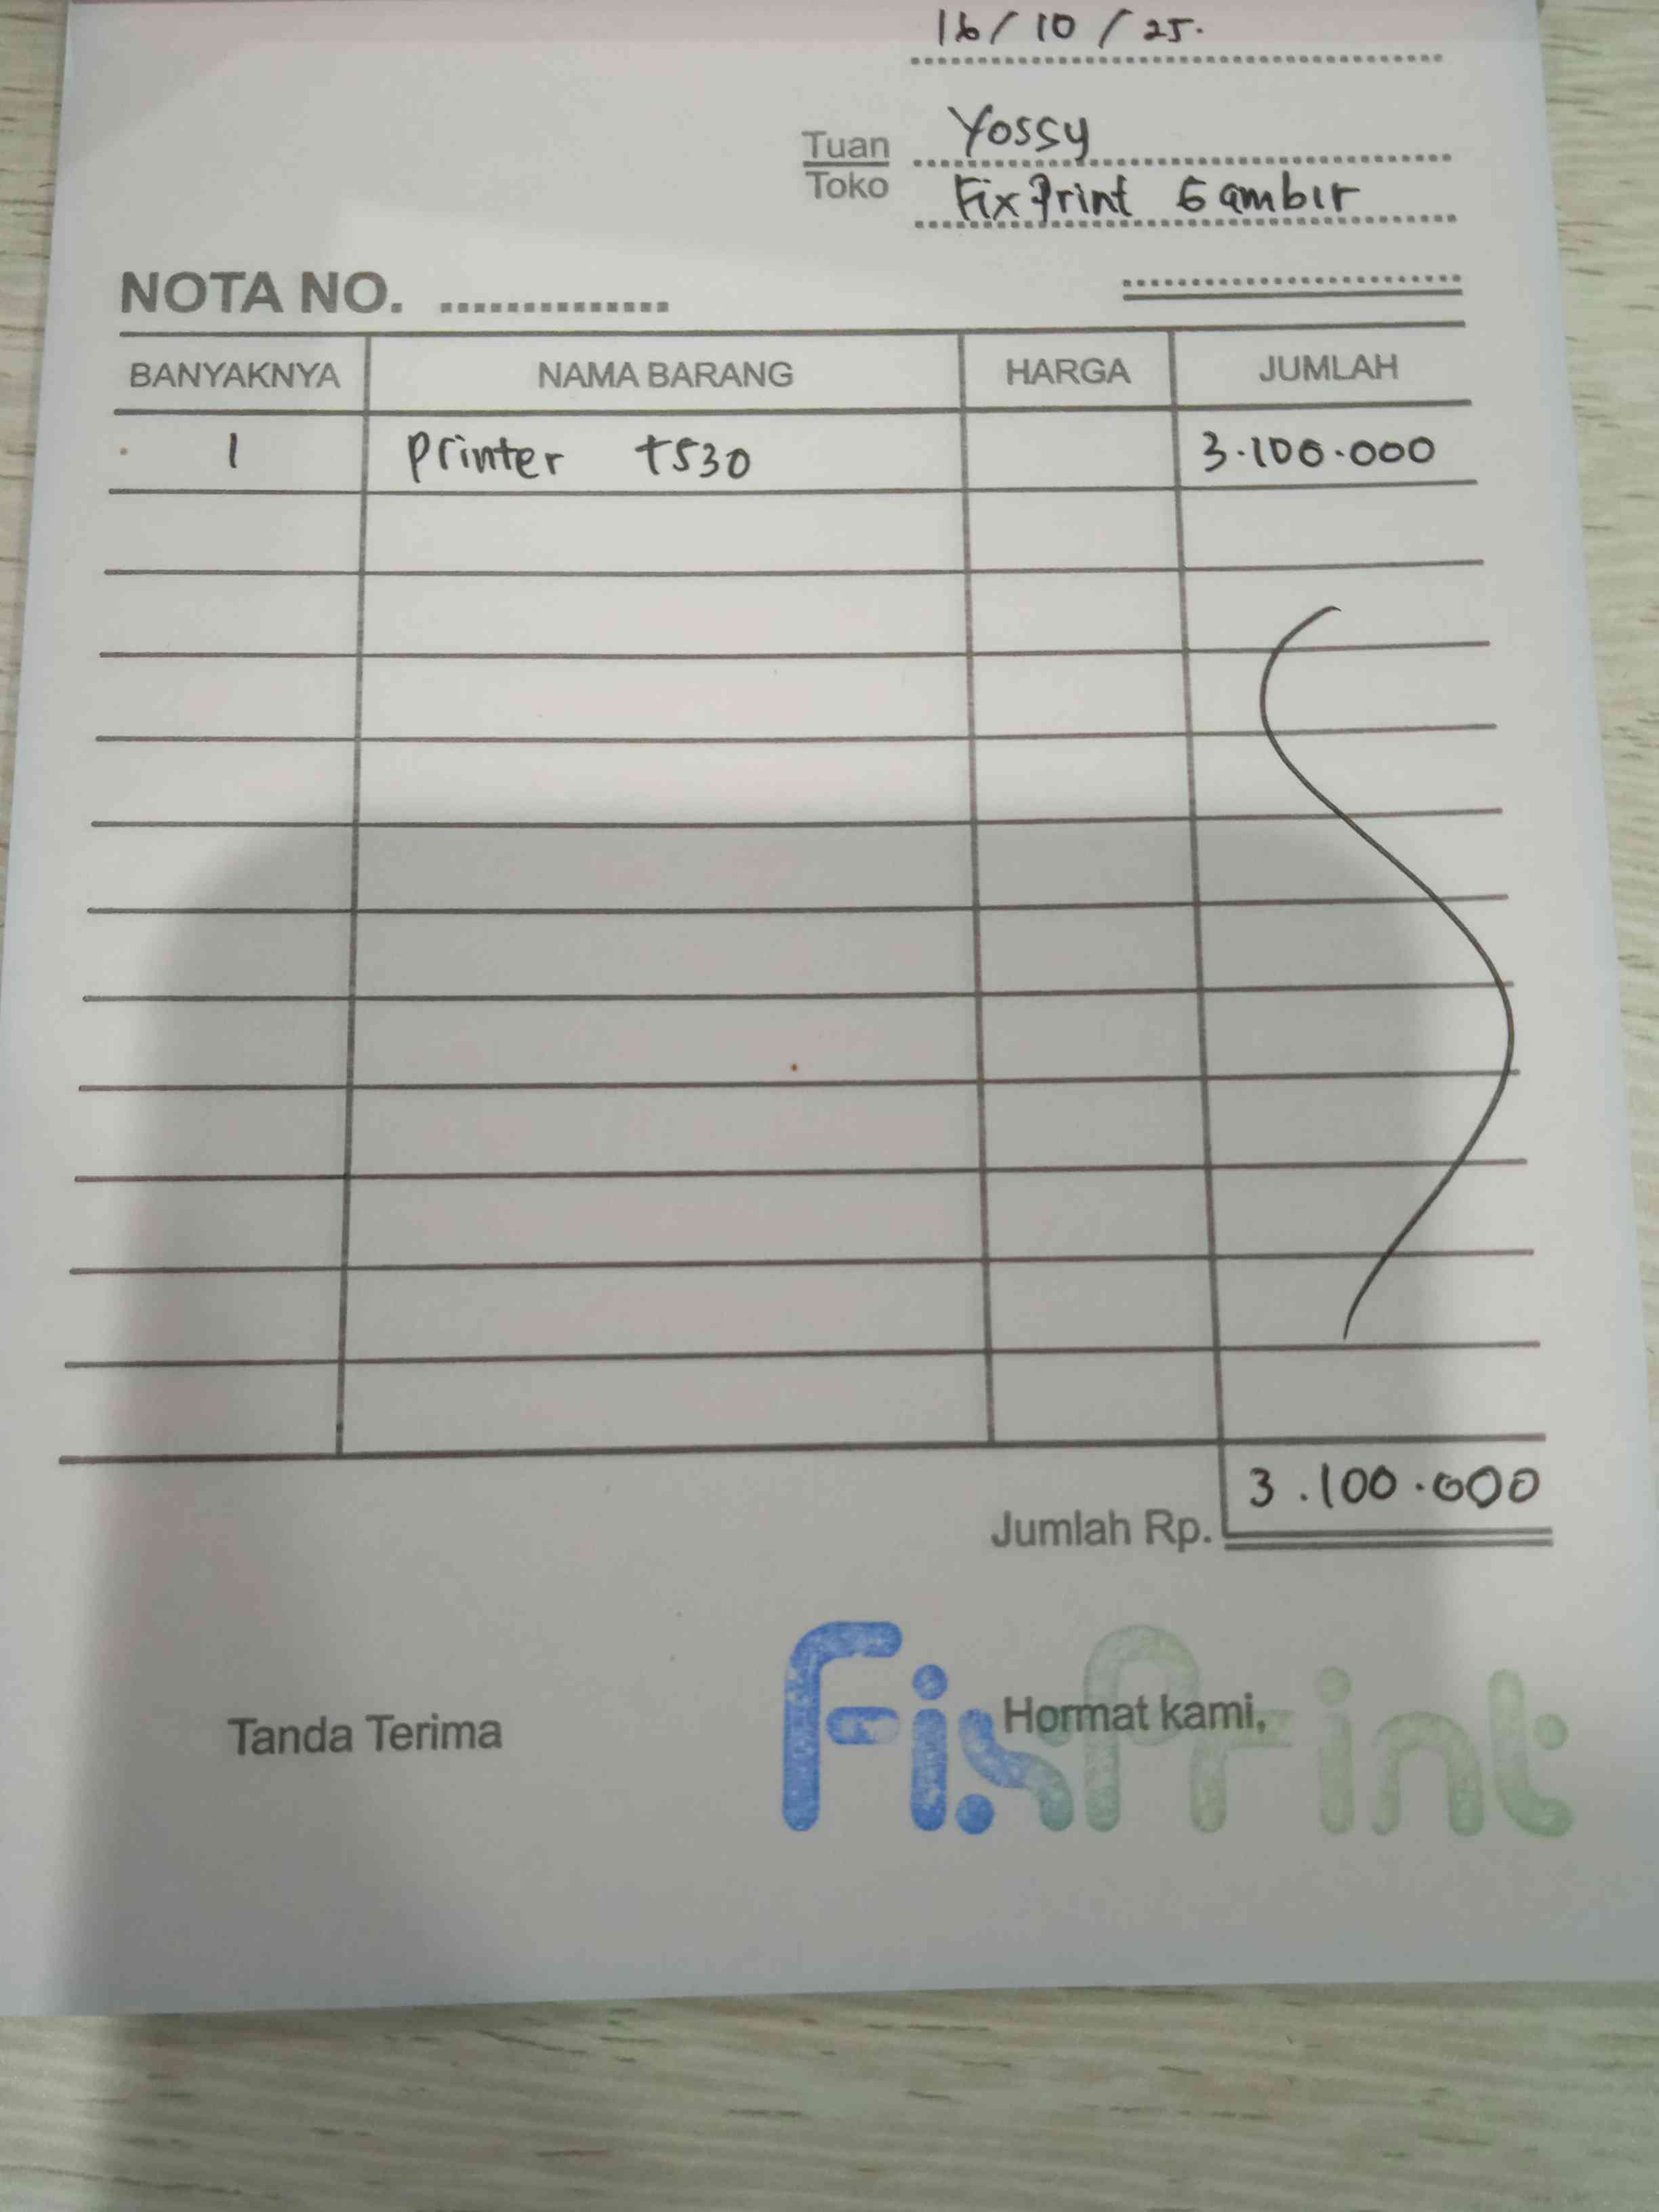 16/10/25.
Tuan Yossy
Toko FixPrint Gambir
NOTA NO. ..............
BANYAKNYA NAMA BARANG HARGA JUMLAH
1 Printer t530 3.100.000
Jumlah Rp. 3.100.000
Tanda Terima Hormat kami,
FixPrint